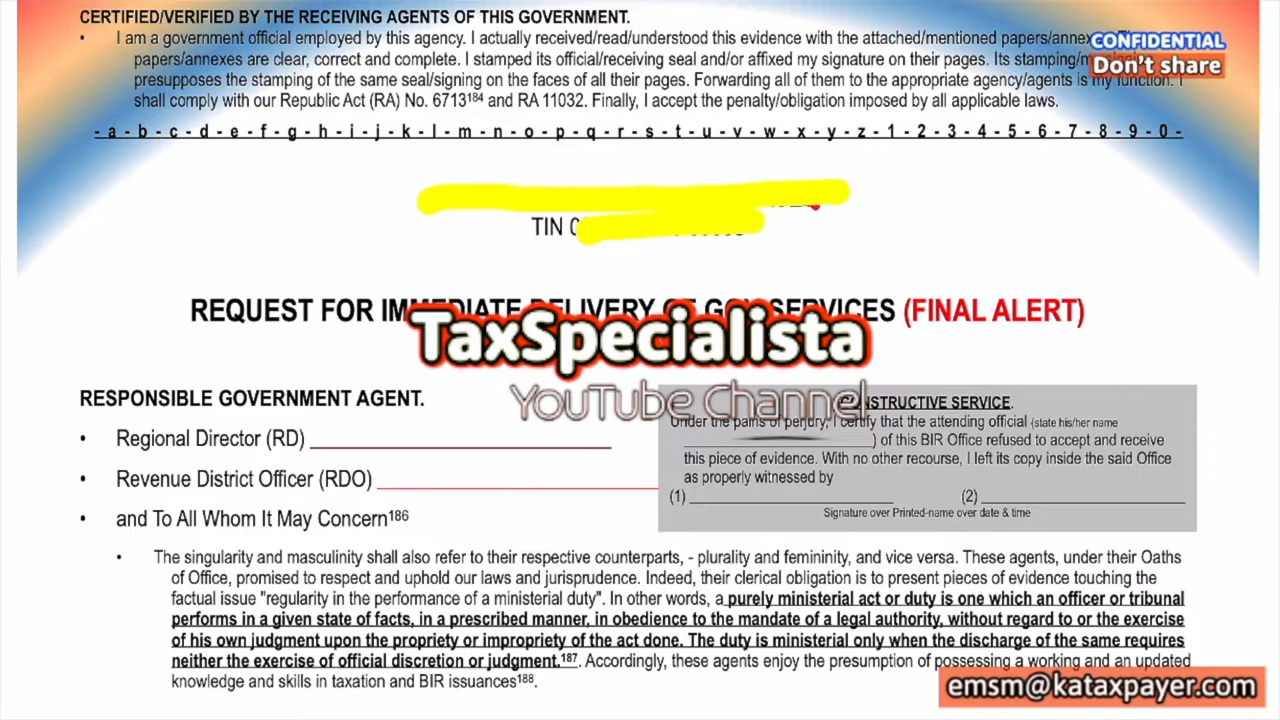 CERTIFIED/VERIFIED BY THE RECEIVING AGENTS OF THIS GOVERNMENT.
• I am a government official employed by this agency. I actually received/read/understood this evidence with the attached/mentioned papers/annexes.
papers/annexes are clear, correct and complete. I stamped its official/receiving seal and/or affixed my signature on their pages. Its stamping/
presupposes the stamping of the same seal/signing on the faces of all their pages. Forwarding all of them to the appropriate agency/agents is my function. I
shall comply with our Republic Act (RA) No. 6713¹⁸⁴ and RA 11032. Finally, I accept the penalty/obligation imposed by all applicable laws.
CONFIDENTIAL
Don't share
- a - b - c - d - e - f - g - h - i - j - k - l - m - n - o - p - q - r - s - t - u - v - w - x - y - z - 1 - 2 - 3 - 4 - 5 - 6 - 7 - 8 - 9 - 0 -
TIN 0
REQUEST FOR IMMEDIATE DELIVERY OF GOV SERVICES (FINAL ALERT)
TaxSpecialista
YouTube Channel
RESPONSIBLE GOVERNMENT AGENT.
• Regional Director (RD)
• Revenue District Officer (RDO)
• and To All Whom It May Concern¹⁸⁶
CONSTRUCTIVE SERVICE.
Under the pains of perjury, I certify that the attending official (state his/her name
) of this BIR Office refused to accept and receive
this piece of evidence. With no other recourse, I left its copy inside the said Office
as properly witnessed by
(1) (2)
Signature over Printed-name over date & time
• The singularity and masculinity shall also refer to their respective counterparts, - plurality and femininity, and vice versa. These agents, under their Oaths
of Office, promised to respect and uphold our laws and jurisprudence. Indeed, their clerical obligation is to present pieces of evidence touching the
factual issue "regularity in the performance of a ministerial duty". In other words, a purely ministerial act or duty is one which an officer or tribunal
performs in a given state of facts, in a prescribed manner, in obedience to the mandate of a legal authority, without regard to or the exercise
of his own judgment upon the propriety or impropriety of the act done. The duty is ministerial only when the discharge of the same requires
neither the exercise of official discretion or judgment.¹⁸⁷. Accordingly, these agents enjoy the presumption of possessing a working and an updated
knowledge and skills in taxation and BIR issuances¹⁸⁸.
emsm@kataxpayer.com